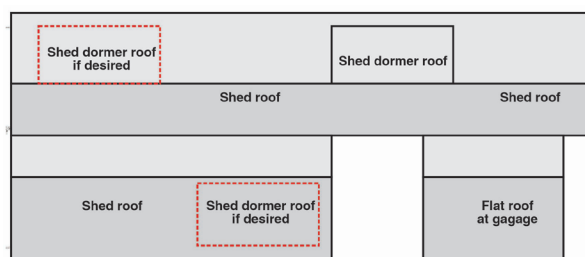 Shed dormer roof
if desired
Shed dormer roof
Shed roof
Shed roof
Shed roof
Shed dormer roof
if desired
Flat roof
at gagage